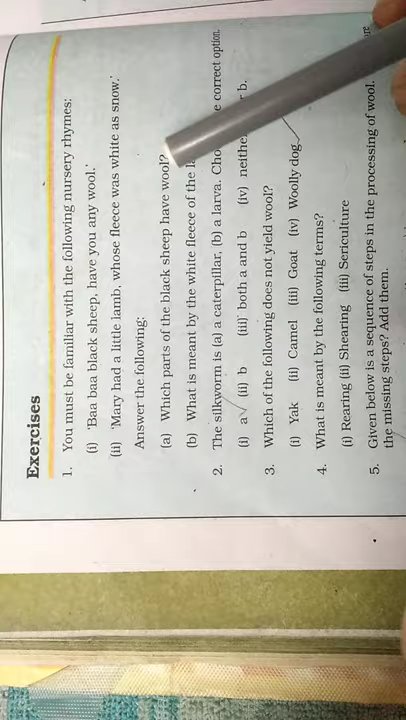 Exercises
1. You must be familiar with the following nursery rhymes:
(i) 'Baa baa black sheep, have you any wool.'
(ii) 'Mary had a little lamb, whose fleece was white as snow.'
Answer the following:
(a) Which parts of the black sheep have wool?
(b) What is meant by the white fleece of the
2. The silkworm is (a) a caterpillar, (b) a larva. correct option.
(i) a (ii) b (iii) both a and b (iv) b.
3. Which of the following does not yield wool?
(i) Yak (ii) Camel (iii) Goat (iv) Woolly dog
4. What is meant by the following terms?
(i) Rearing (ii) Shearing (iii) Sericulture
5. Given below is a sequence of steps in the processing of wool.
the missing steps? Add them.